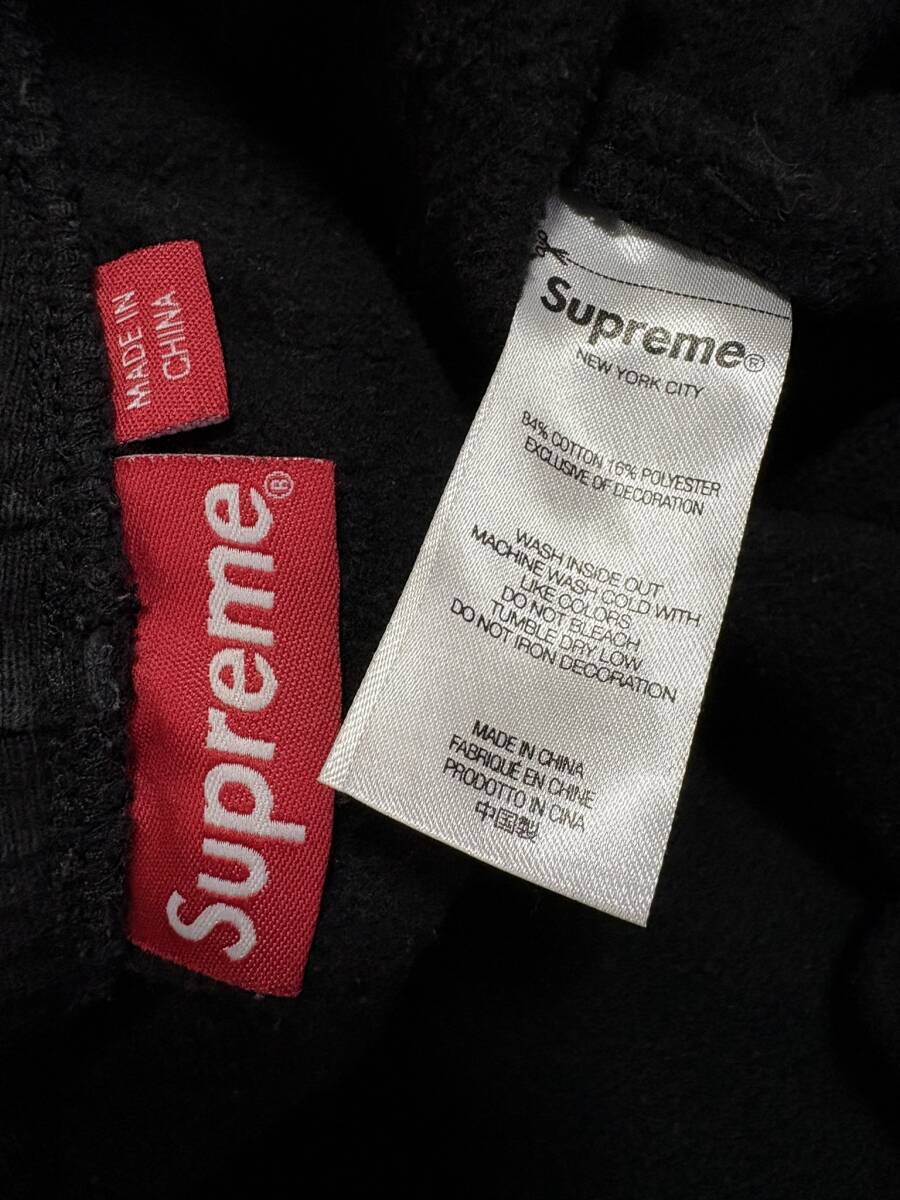 MADE IN
CHINA
Supreme®
Supreme®
NEW YORK CITY
84% COTTON 16% POLYESTER
EXCLUSIVE OF DECORATION
WASH INSIDE OUT
MACHINE WASH COLD WITH
LIKE COLORS,
DO NOT BLEACH
TUMBLE DRY LOW
DO NOT IRON DECORATION
MADE IN CHINA
FABRIQUÉ EN CHINE
PRODOTTO IN CINA
中国製